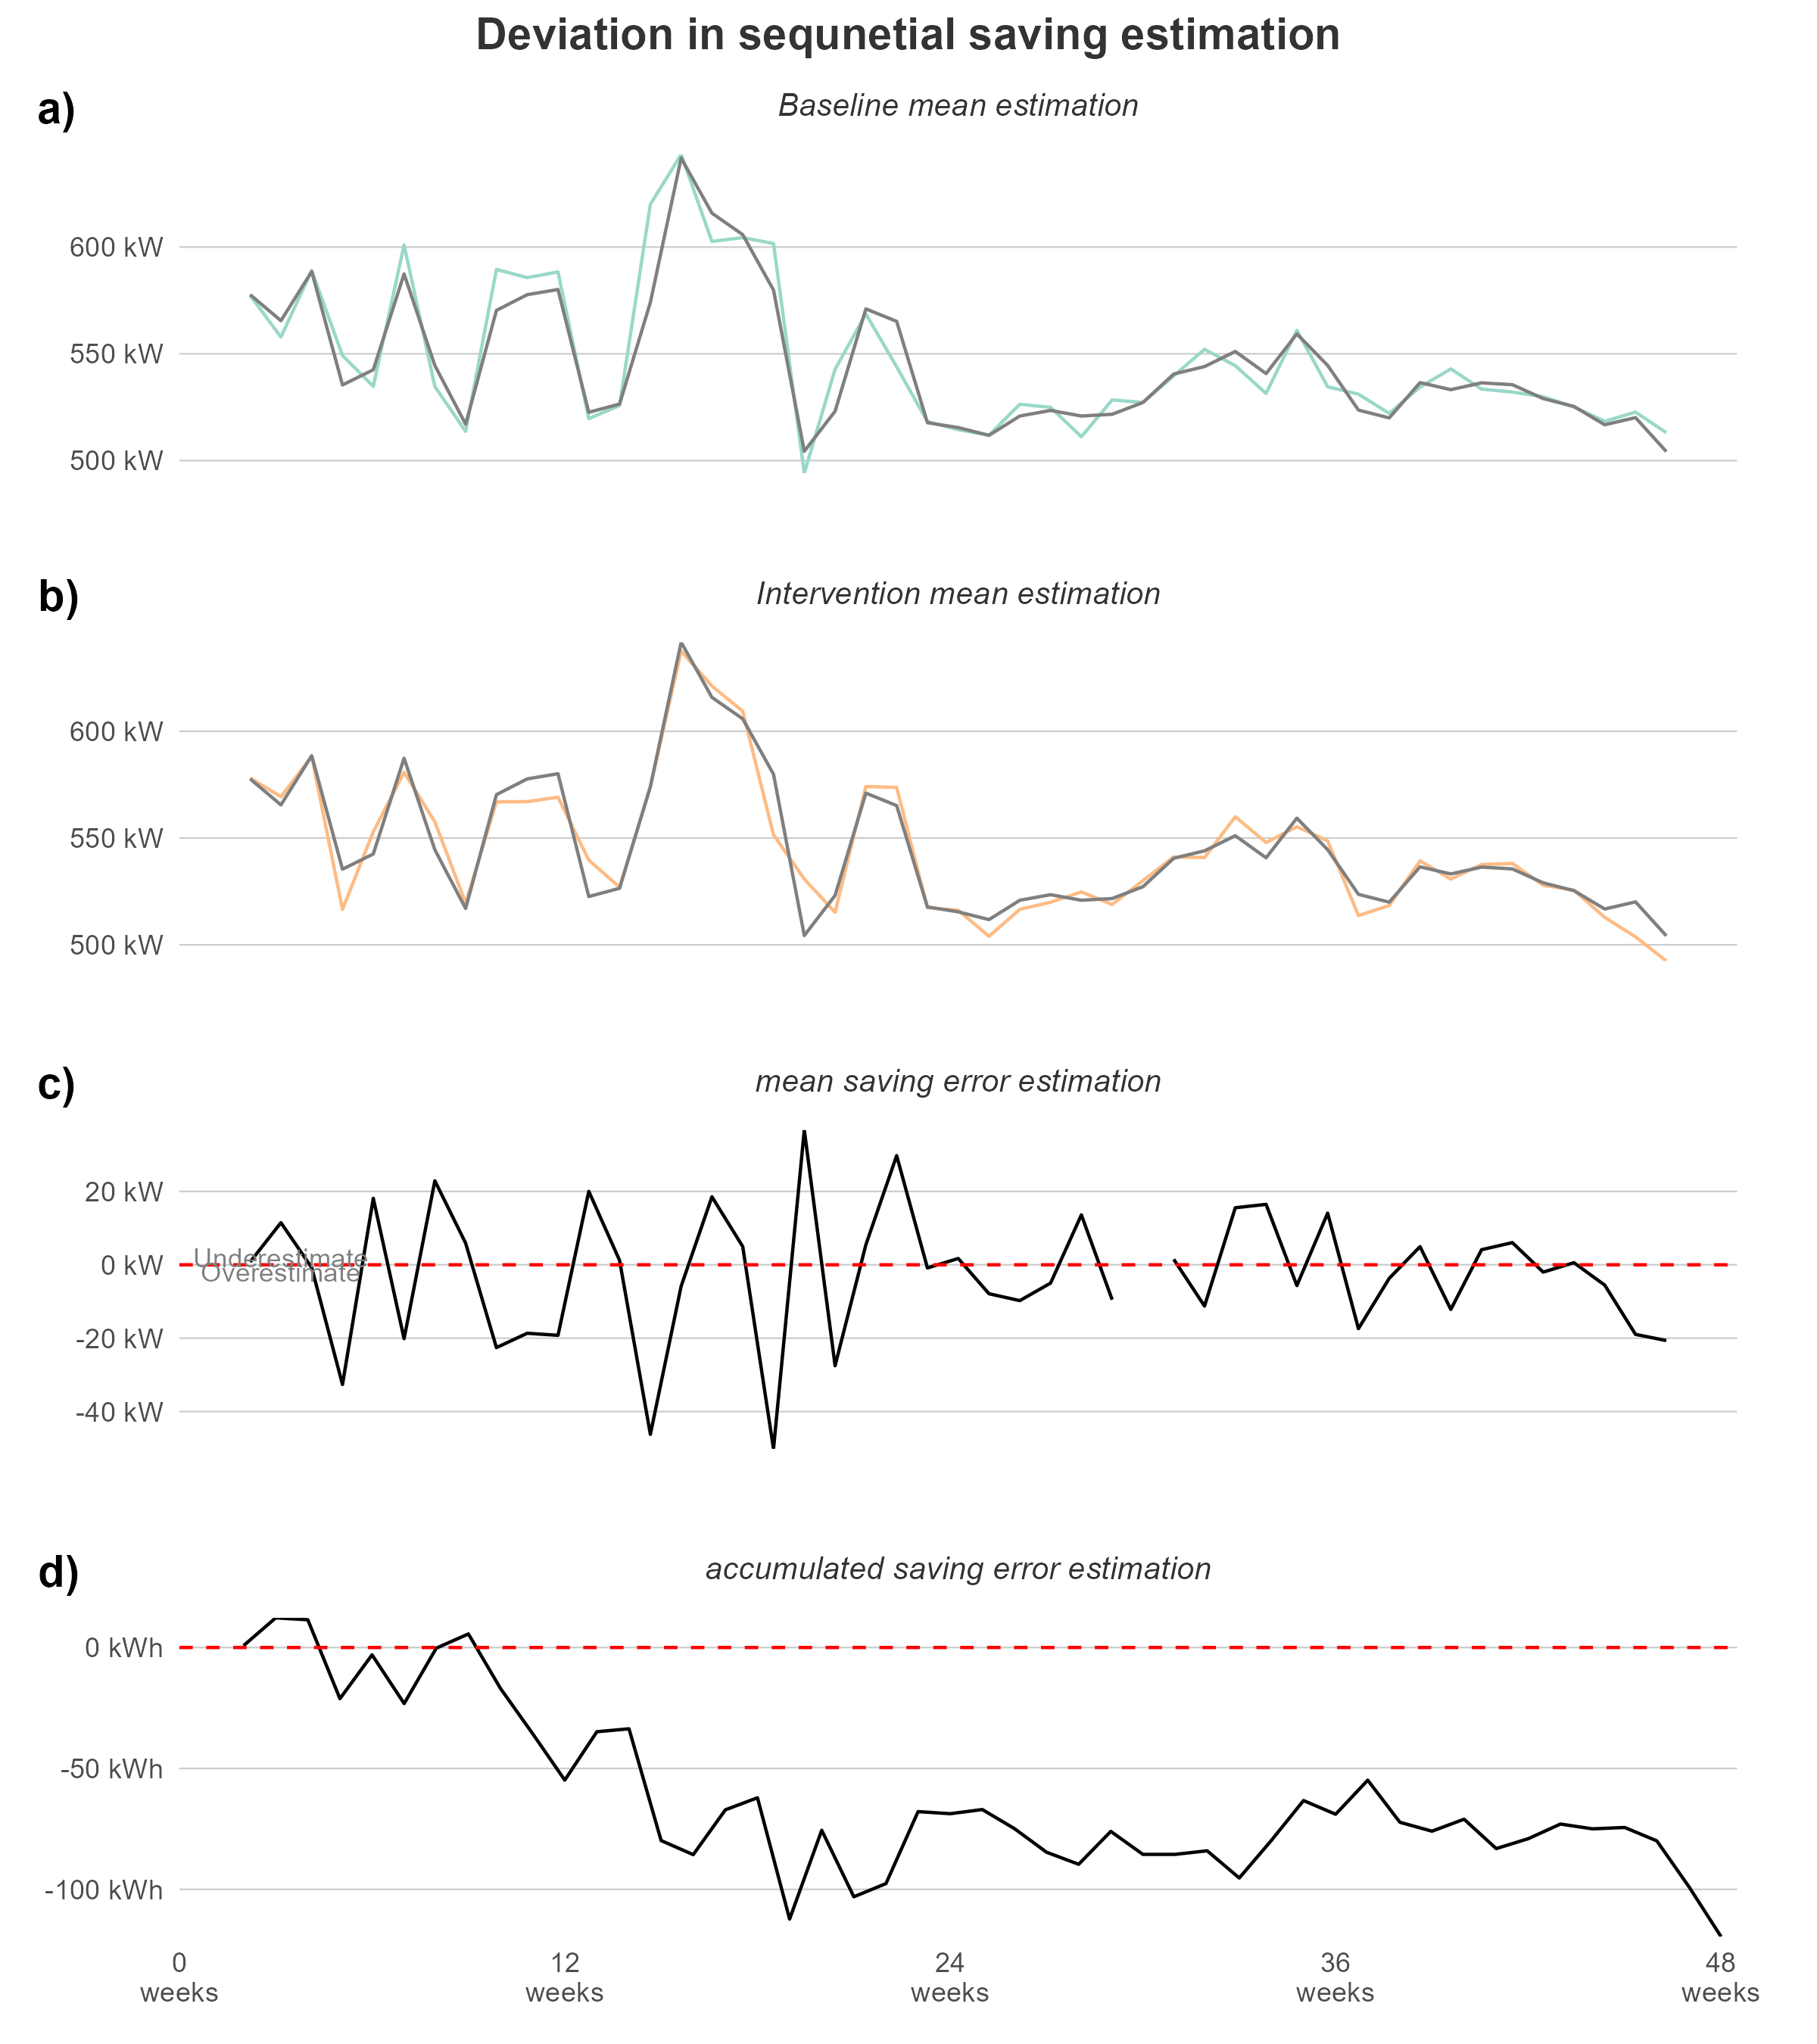 Deviation in sequnetial saving estimation
a)
Baseline mean estimation
600 kW
550 kW
500 kW
b)
Intervention mean estimation
600 kW
550 kW
500 kW
c)
mean saving error estimation
20 kW
Underestimate
0 kW
Overestimate
-20 kW
-40 kW
d)
accumulated saving error estimation
0 kWh
-50 kWh
-100 kWh
0 12 24 36 48
weeks weeks weeks weeks weeks